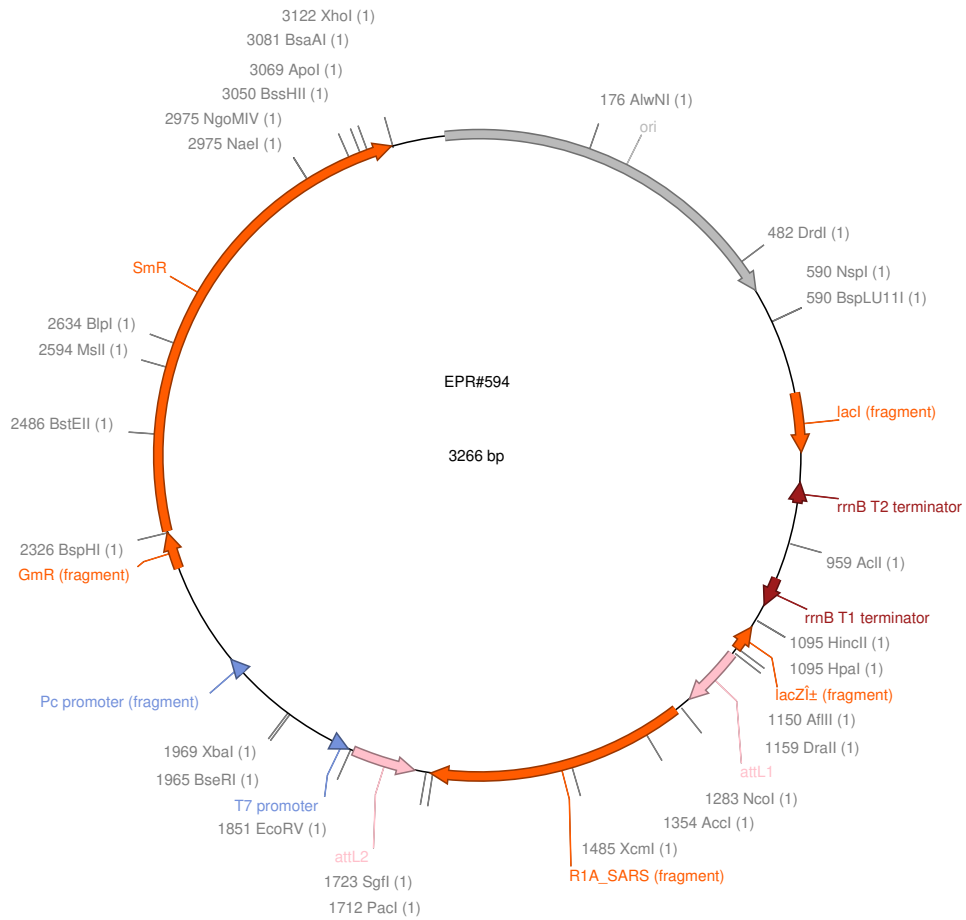 3122 XhoI (1)
3081 BsaAI (1)
3069 ApoI (1)
3050 BssHII (1)
2975 NgoMIV (1)
2975 NaeI (1)
176 AlwNI (1)
ori
482 DrdI (1)
590 NspI (1)
590 BspLU11I (1)
SmR
2634 BlpI (1)
2594 MslI (1)
2486 BstEII (1)
EPR#594
3266 bp
lacI (fragment)
rrnB T2 terminator
959 AclI (1)
rrnB T1 terminator
1095 HincII (1)
1095 HpaI (1)
lacZÎ± (fragment)
1150 AflII (1)
1159 DraII (1)
attL1
1283 NcoI (1)
1354 AccI (1)
1485 XcmI (1)
R1A_SARS (fragment)
2326 BspHI (1)
GmR (fragment)
Pc promoter (fragment)
1969 XbaI (1)
1965 BseRI (1)
T7 promoter
1851 EcoRV (1)
attL2
1723 SgfI (1)
1712 PacI (1)